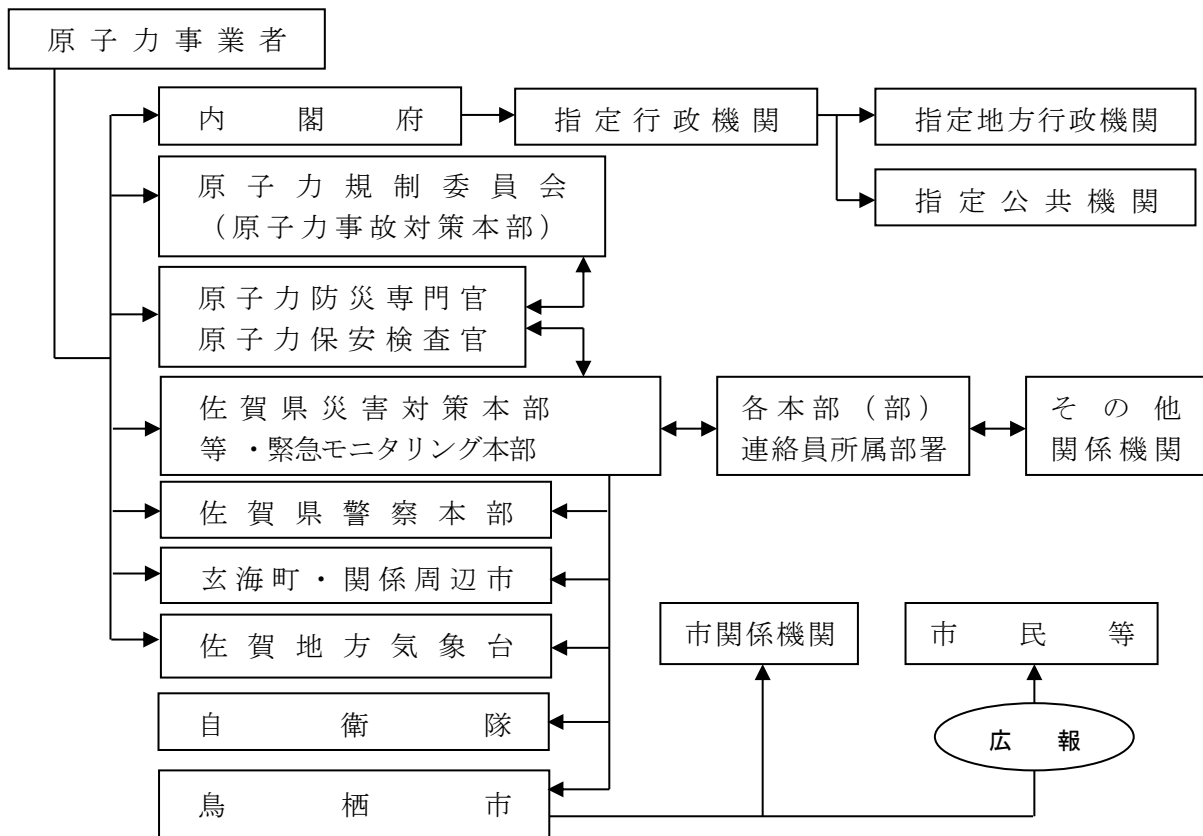 原子力事業者
内閣府
指定行政機関
指定地方行政機関
指定公共機関
原子力規制委員会
（原子力事故対策本部）
原子力防災専門官
原子力保安検査官
佐賀県災害対策本部
等・緊急モニタリング本部
各本部（部）
連絡員所属部署
その他
関係機関
佐賀県警察本部
玄海町・関係周辺市
佐賀地方気象台
市関係機関
市民等
自衛隊
広報
鳥栖市